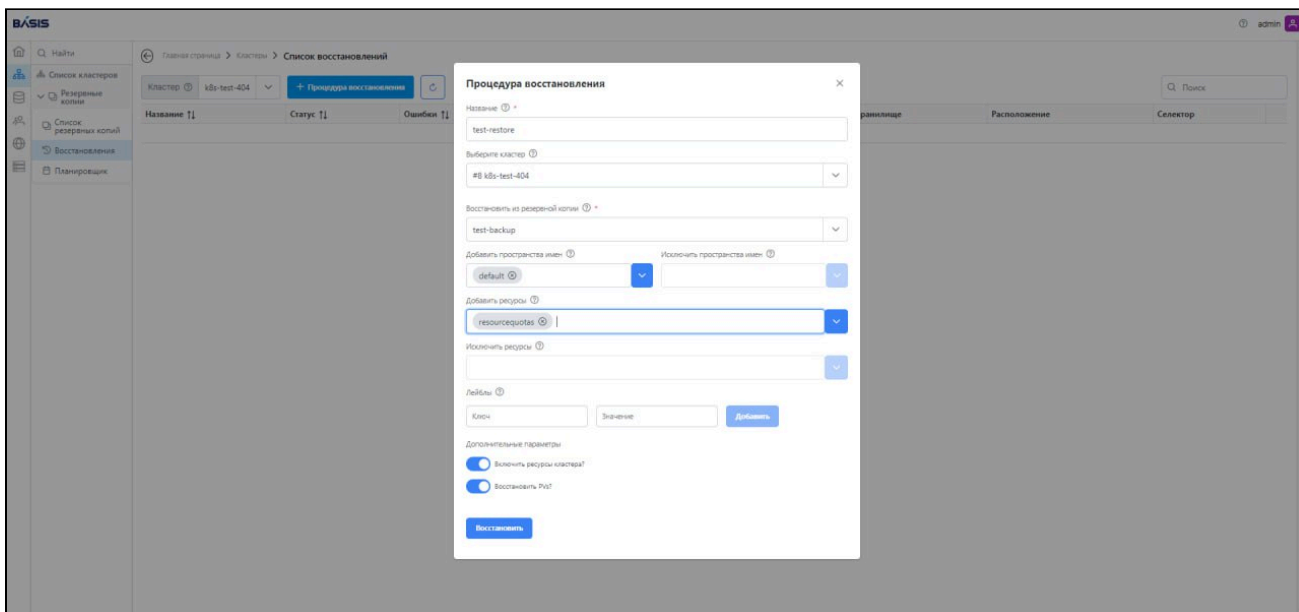 BASIS
admin
Найти
Главная страница > Кластеры > Список восстановлений
Список кластеров
Резервные копии
Список резервных копий
Восстановления
Планировщик
Кластер
k8s-test-404
+ Процедура восстановления
Поиск
Название
Статус
Ошибки
Расположение
Селектор
Процедура восстановления
Название *
test-restore
Выберите кластер
#8 k8s-test-404
Восстановить из резервной копии *
test-backup
Добавить пространства имен
Исключить пространства имен
default
Добавить ресурсы
resourcequotas
Исключить ресурсы
Лейблы
Ключ
Значение
Добавить
Дополнительные параметры
Включить ресурсы кластера?
Восстановить PVs?
Восстановить